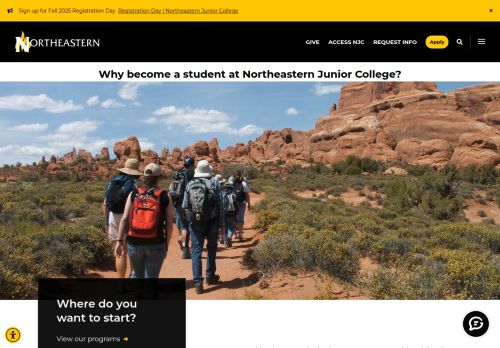 Sign up for Fall 2025 Registration Day Registration Day | Northeastern Junior College
NORTHEASTERN
GIVE ACCESS NJC REQUEST INFO Apply
Why become a student at Northeastern Junior College?
Where do you
want to start?
View our programs